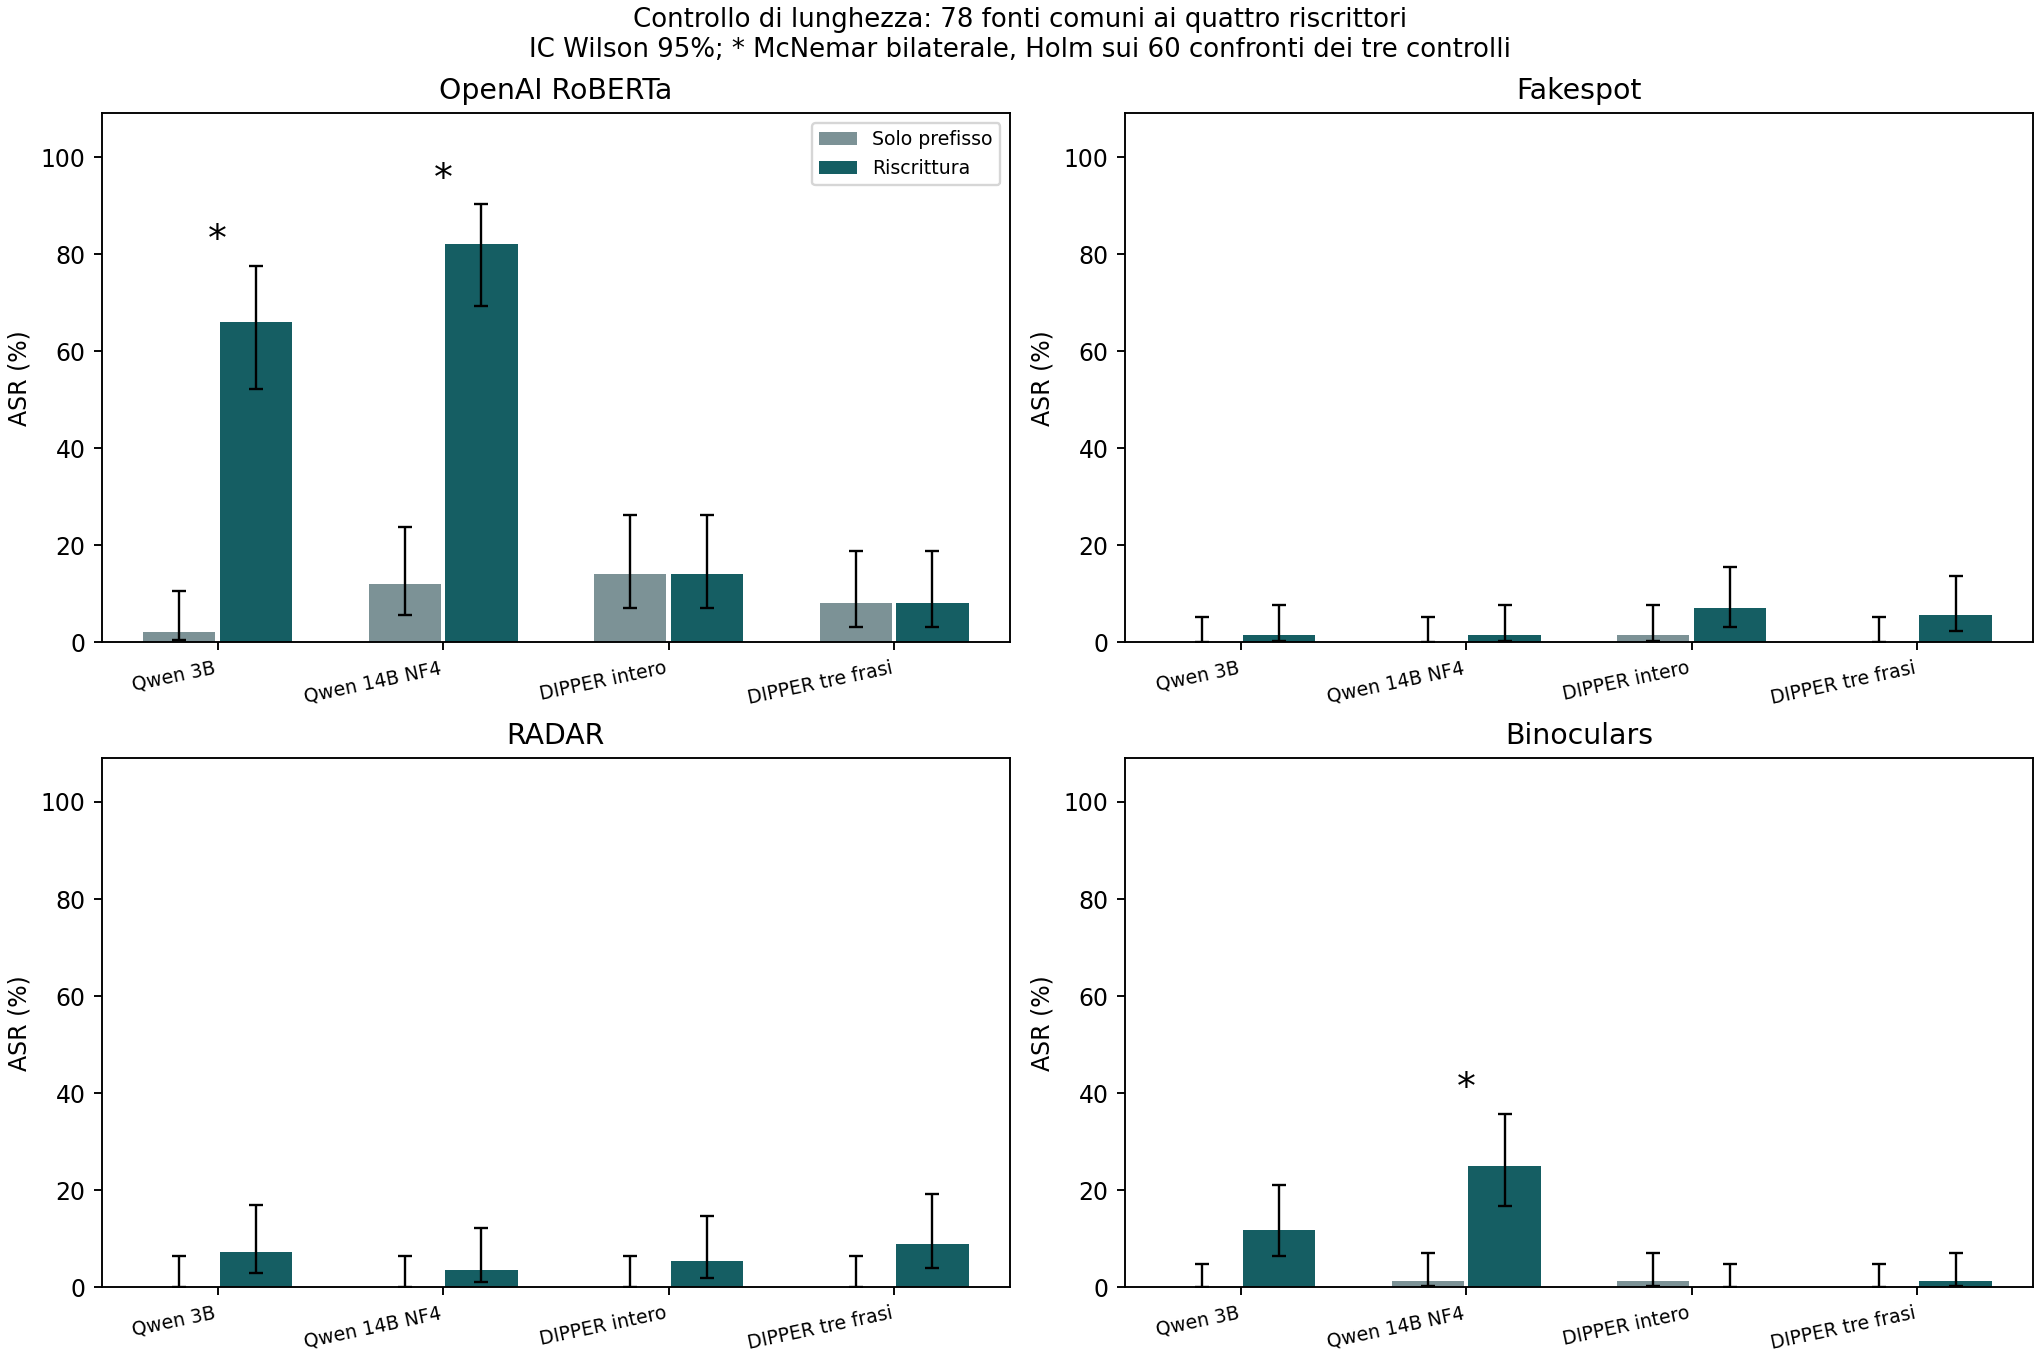 Controllo di lunghezza: 78 fonti comuni ai quattro riscrittori
IC Wilson 95%; * McNemar bilaterale, Holm sui 60 confronti dei tre controlli
OpenAI RoBERTa
ASR (%)
100
80
60
40
20
0
*
*
Solo prefisso
Riscrittura
Qwen 3B
Qwen 14B NF4
DIPPER intero
DIPPER tre frasi
Fakespot
ASR (%)
100
80
60
40
20
0
Qwen 3B
Qwen 14B NF4
DIPPER intero
DIPPER tre frasi
RADAR
ASR (%)
100
80
60
40
20
0
Qwen 3B
Qwen 14B NF4
DIPPER intero
DIPPER tre frasi
Binoculars
ASR (%)
100
80
60
40
20
0
*
Qwen 3B
Qwen 14B NF4
DIPPER intero
DIPPER tre frasi